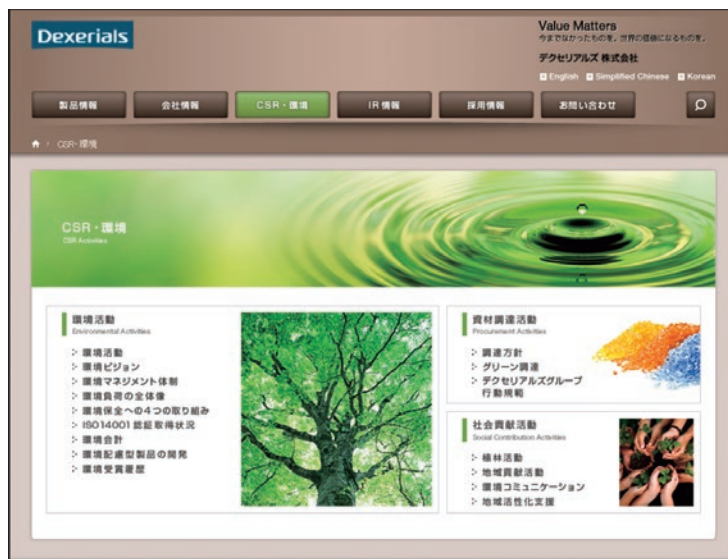 Dexerials
Value Matters
今までなかったものを。世界の価値になるものを。
デクセリアルズ 株式会社
English Simplified Chinese Korean
製品情報 会社情報 CSR・環境 IR情報 採用情報 お問い合わせ
CSR・環境
CSR・環境
CSR Activities
環境活動
Environmental Activities
環境活動
環境ビジョン
環境マネジメント体制
環境負荷の全体像
環境保全への4つの取り組み
ISO14001 認証取得状況
環境会計
環境配慮型製品の開発
環境受賞履歴
資材調達活動
Procurement Activities
調達方針
グリーン調達
デクセリアルズグループ
行動規範
社会貢献活動
Social Contribution Activities
植林活動
地域貢献活動
環境コミュニケーション
地域活性化支援